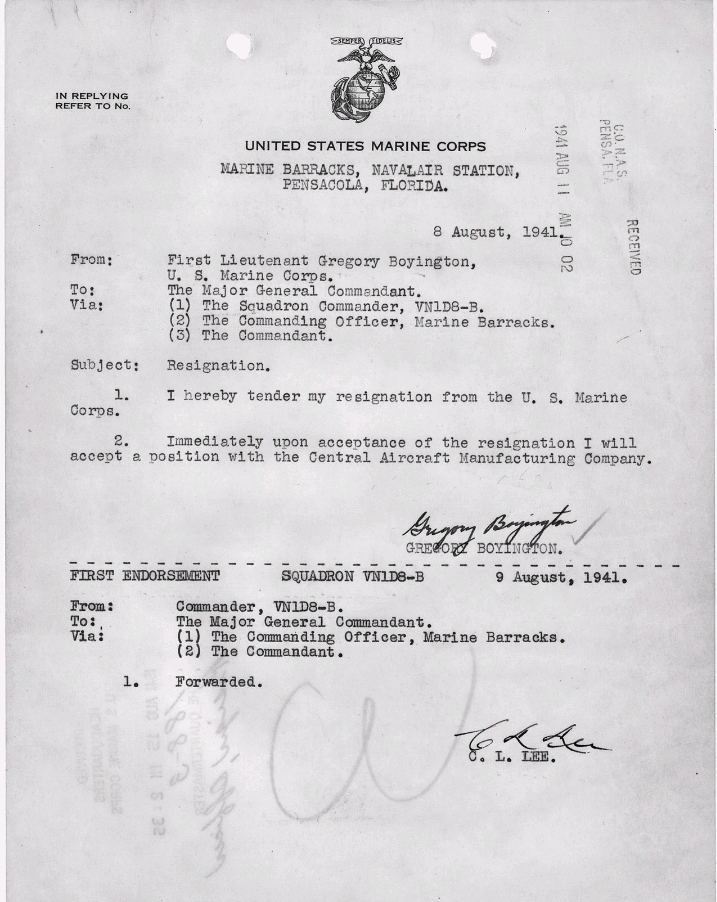 SEMPER FIDELIS
IN REPLYING
REFER TO No.
UNITED STATES MARINE CORPS
MARINE BARRACKS, NAVALAIR STATION,
PENSACOLA, FLORIDA.
C.O.N.A.S.
PENSA. FLA
1941 AUG 11 AM 10 02
RECEIVED
8 August, 1941.
From: First Lieutenant Gregory Boyington,
U. S. Marine Corps.
To: The Major General Commandant.
Via: (1) The Squadron Commander, VN1D8-B.
(2) The Commanding Officer, Marine Barracks.
(3) The Commandant.
Subject: Resignation.
1. I hereby tender my resignation from the U. S. Marine
Corps.
2. Immediately upon acceptance of the resignation I will
accept a position with the Central Aircraft Manufacturing Company.
Gregory Boyington
GREGORY BOYINGTON.
FIRST ENDORSEMENT SQUADRON VN1D8-B 9 August, 1941.
From: Commander, VN1D8-B.
To: The Major General Commandant.
Via: (1) The Commanding Officer, Marine Barracks.
(2) The Commandant.
1. Forwarded.
C L Lee
C. L. LEE.